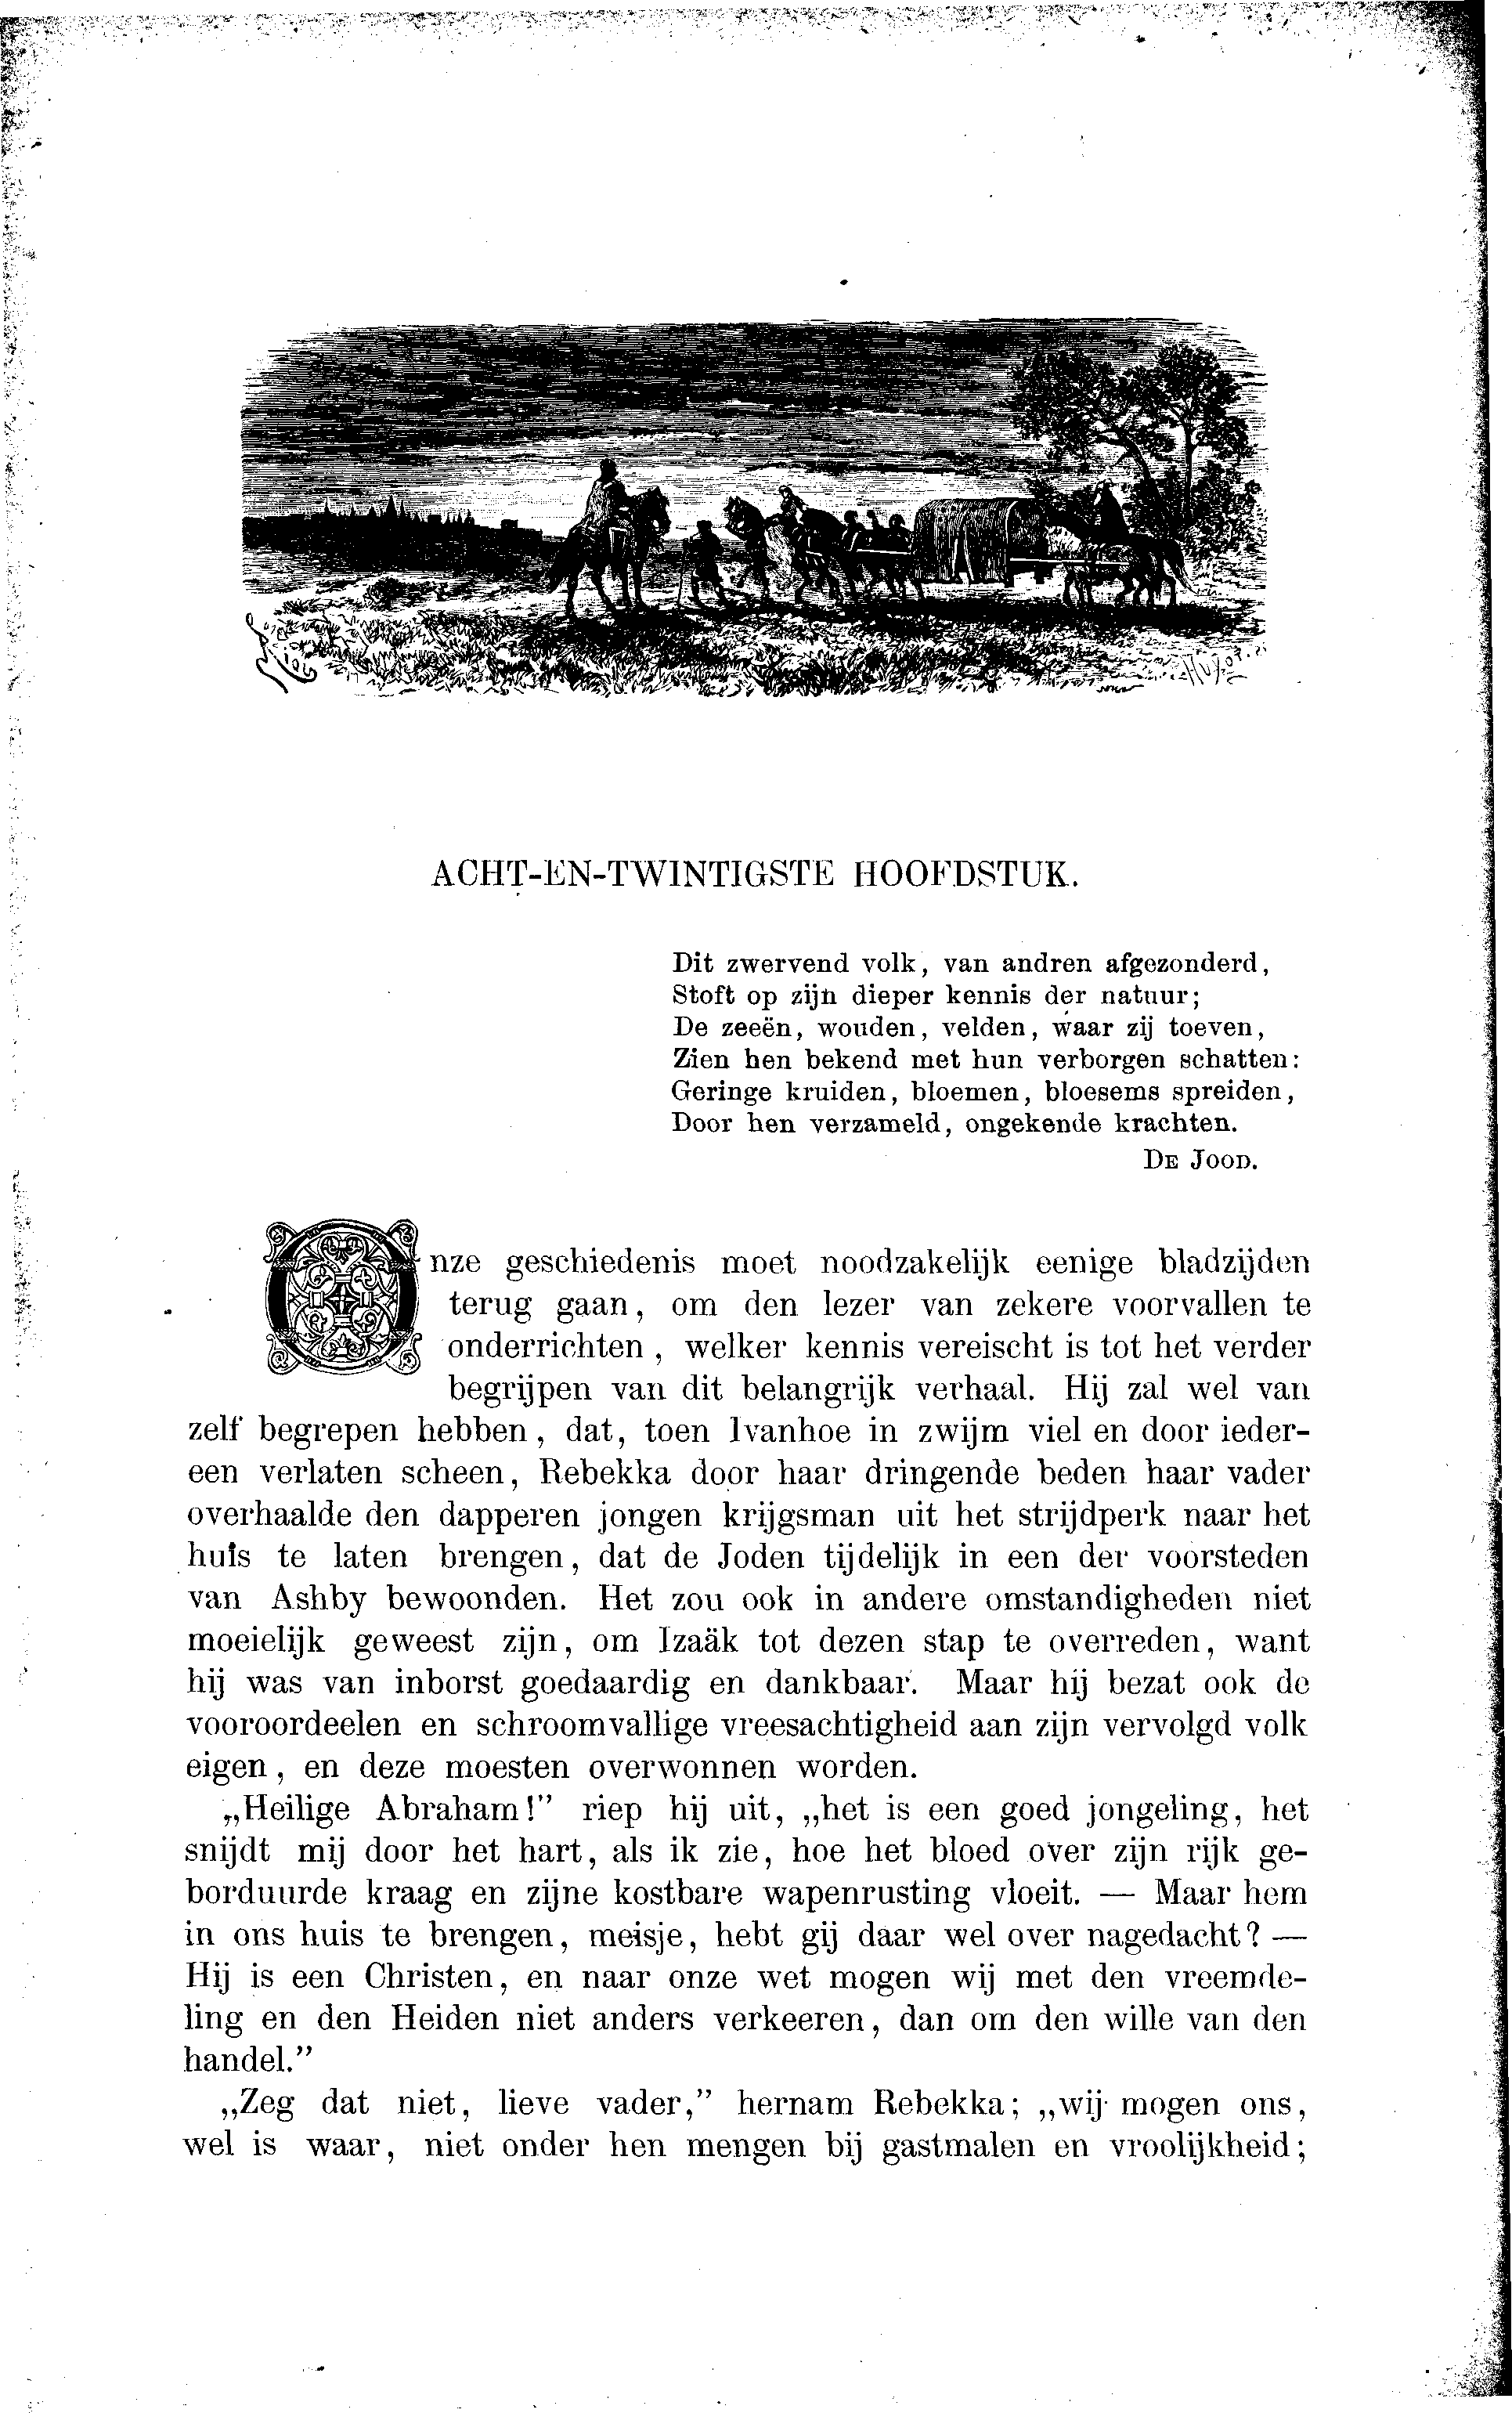 ACHT-EN-TWINTIGSTE HOOFDSTUK.
Dit zwervend volk, van andren afgezonderd,
Stoft op zijn dieper kennis der natuur;
De zeeën, wouden, velden, waar zij toeven,
Zien hen bekend met hun verborgen schatten:
Geringe kruiden, bloemen, bloesems spreiden,
Door hen verzameld, ongekende krachten.
DE JOOD.
Onze geschiedenis moet noodzakelijk eenige bladzijden
terug gaan, om den lezer van zekere voorvallen te
onderrichten, welker kennis vereischt is tot het verder
begrijpen van dit belangrijk verhaal. Hij zal wel van
zelf begrepen hebben, dat, toen Ivanhoe in zwijm viel en door ieder-
een verlaten scheen, Rebekka door haar dringende beden haar vader
overhaalde den dapperen jongen krijgsman uit het strijdperk naar het
huis te laten brengen, dat de Joden tijdelijk in een der voorsteden
van Ashby bewoonden. Het zou ook in andere omstandigheden niet
moeielijk geweest zijn, om Izaäk tot dezen stap te overreden, want
hij was van inborst goedaardig en dankbaar. Maar hij bezat ook de
vooroordeelen en schroomvallige vreesachtigheid aan zijn vervolgd volk
eigen, en deze moesten overwonnen worden.
„Heilige Abraham!” riep hij uit, „het is een goed jongeling, het
snijdt mij door het hart, als ik zie, hoe het bloed over zijn rijk ge-
borduurde kraag en zijne kostbare wapenrusting vloeit. — Maar hem
in ons huis te brengen, meisje, hebt gij daar wel over nagedacht? —
Hij is een Christen, en naar onze wet mogen wij met den vreemde-
ling en den Heiden niet anders verkeeren, dan om den wille van den
handel.”
„Zeg dat niet, lieve vader,” hernam Rebekka; „wij mogen ons,
wel is waar, niet onder hen mengen bij gastmalen en vroolijkheid;